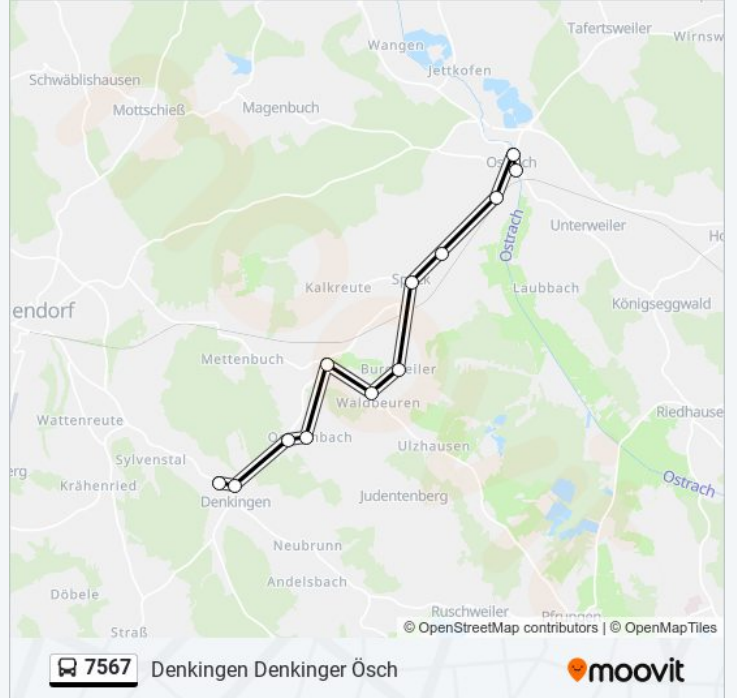 Wangen
Tafertsweiler
Wirnsw
Jettkofen
Schwäblishausen
Mottschieß
Magenbuch
Ostrach
Unterweiler
Ostrach
Kalkreute
Laubbach
Königseggwald
endorf
Mettenbuch
Burgweiler
Waldbeuren
Riedhause
Wattenreute
Ulzhausen
Sylvenstal
erg
Krähenried
Denkingen
Judentenberg
Ostrach
Neubrunn
Andelsbach
Döbele
Ruschweiler
Pfrungen
Straß
© OpenStreetMap contributors | © OpenMapTiles
7567 Denkingen Denkinger Ösch
moovit